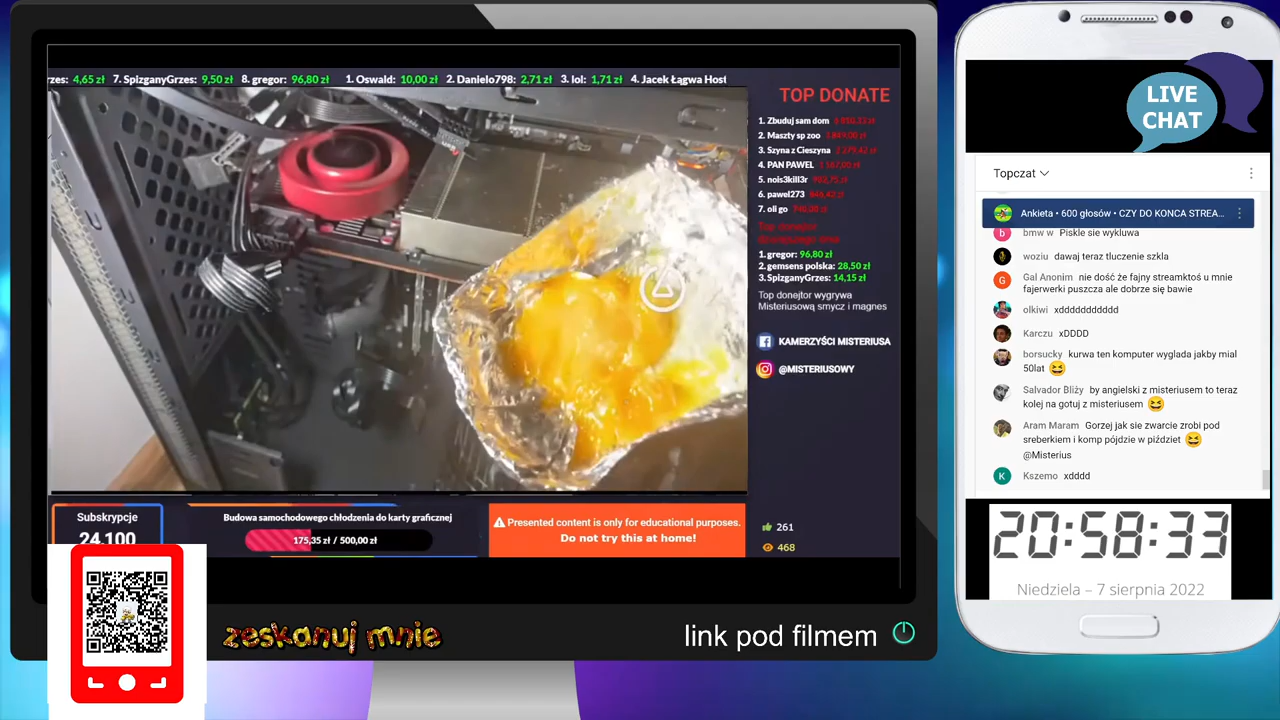 rzes: 4,65 zł 7. SpizganyGrzes: 9,50 zł 8. gregor: 96,80 zł 1. Oswald: 10,00 zł 2. Danielo798: 2,71 zł 3. lol: 1,71 zł 4. Jacek Łągwa Host
TOP DONATE
1. Zbuduj sam dom
2. Maszty sp zoo
3. Szyna z Cieszyna
4. PAN PAWEL
5. nois3kill3r
6. pawel273
7. oli go
1.gregor: 96,80 zł
2.gemsens polska: 28,50 zł
3.SpizganyGrzes: 14,15 zł
Top donejtor wygrywa
Misteriusową smycz i magnes
KAMERZYŚCI MISTERIUSA
@MISTERIUSOWY
261
468
Subskrypcje
24 100
Budowa samochodowego chłodzenia do karty graficznej
175,35 zł / 500,00 zł
Presented content is only for educational purposes.
Do not try this at home!
zeskanuj mnie
link pod filmem
LIVE
CHAT
Topczat
Ankieta • 600 głosów • CZY DO KONCA STREA...
bmw w Piskle sie wykluwa
woziu dawaj teraz tluczenie szkla
Gal Anonim nie dość że fajny streamktoś u mnie
fajerwerki puszcza ale dobrze się bawie
olkiwi xdddddddddddd
Karczu xDDDD
borsucky kurwa ten komputer wyglada jakby mial
50lat
Salvador Bliży by angielski z misteriusem to teraz
kolej na gotuj z misteriusem
Aram Maram Gorzej jak sie zwarcie zrobi pod
sreberkiem i komp pójdzie w piździet
@Misterius
Kszemo xdddd
20:58:33
Niedziela – 7 sierpnia 2022